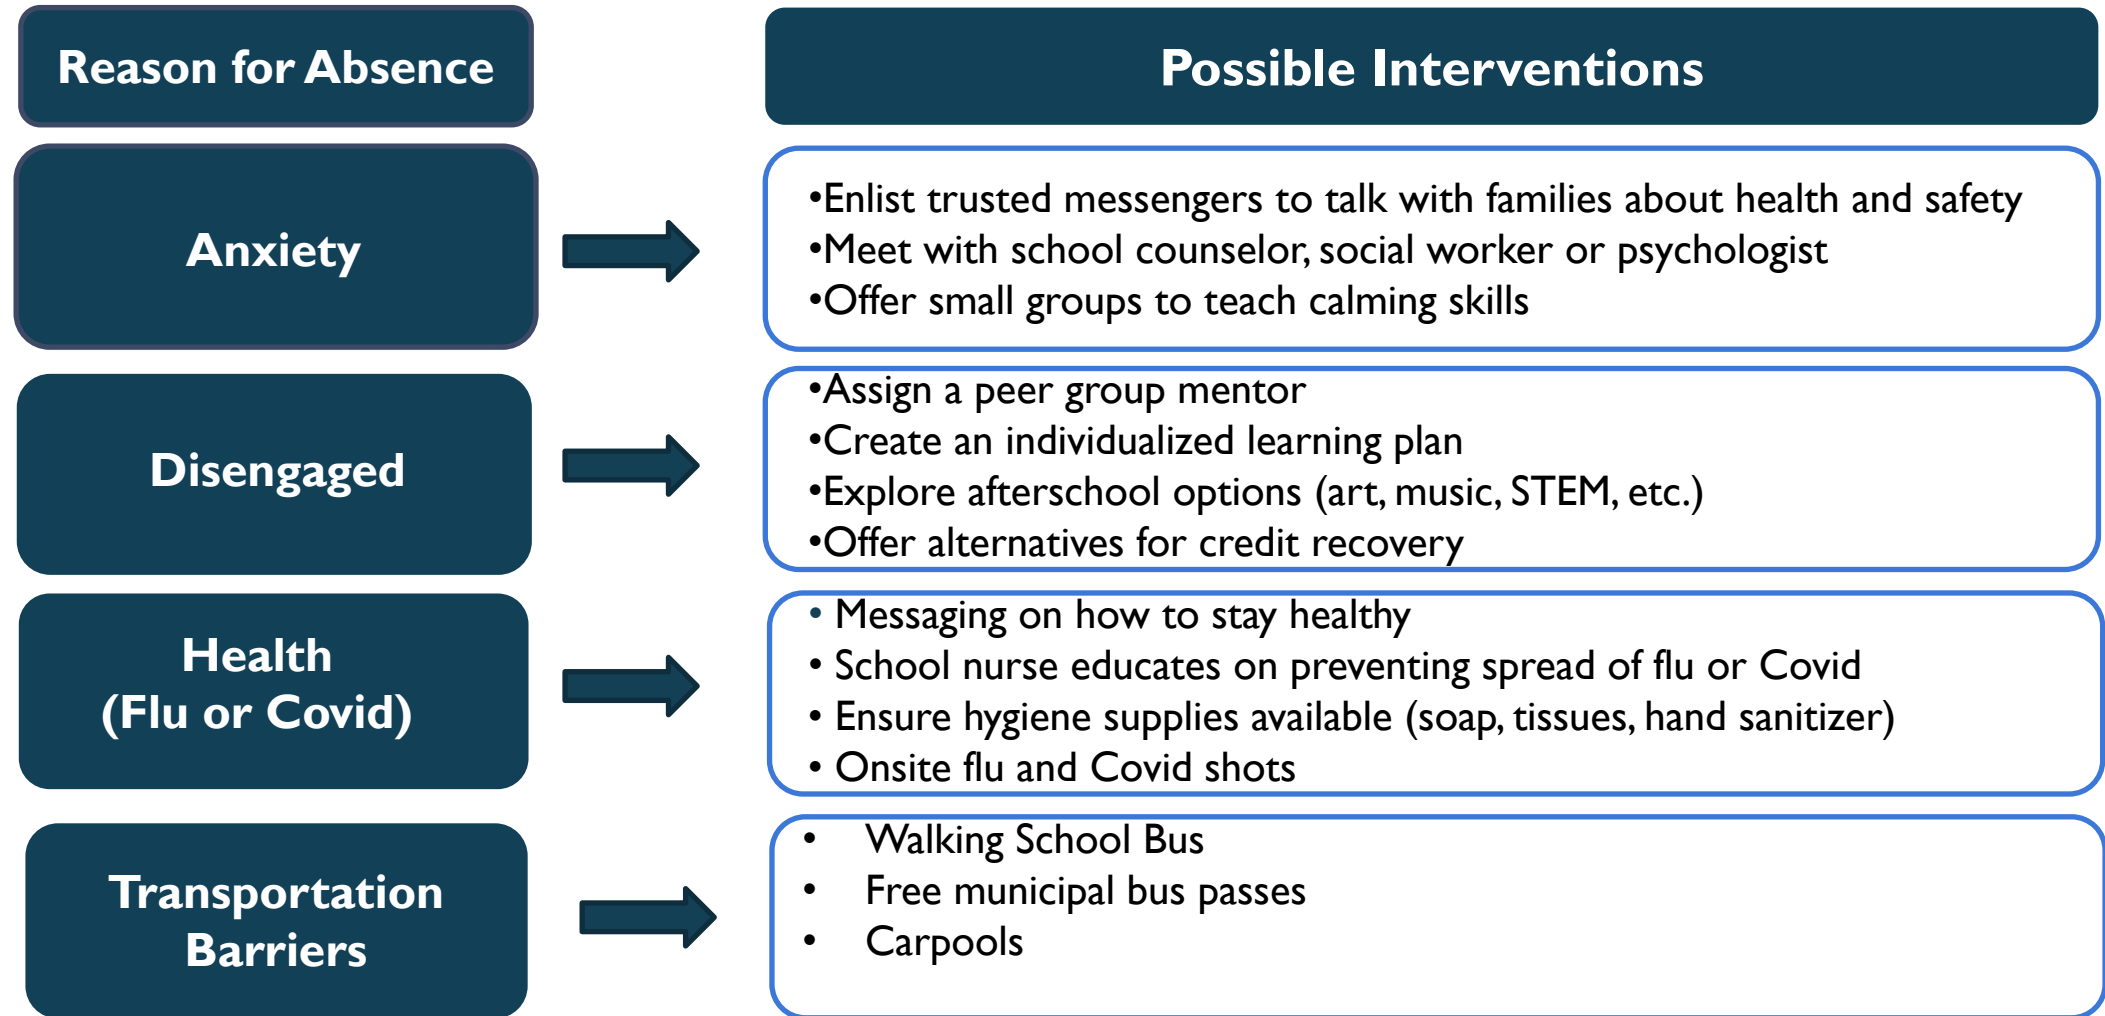 Reason for Absence
Possible Interventions
Anxiety
•Enlist trusted messengers to talk with families about health and safety
•Meet with school counselor, social worker or psychologist
•Offer small groups to teach calming skills
Disengaged
•Assign a peer group mentor
•Create an individualized learning plan
•Explore afterschool options (art, music, STEM, etc.)
•Offer alternatives for credit recovery
Health
(Flu or Covid)
• Messaging on how to stay healthy
• School nurse educates on preventing spread of flu or Covid
• Ensure hygiene supplies available (soap, tissues, hand sanitizer)
• Onsite flu and Covid shots
Transportation
Barriers
• Walking School Bus
• Free municipal bus passes
• Carpools